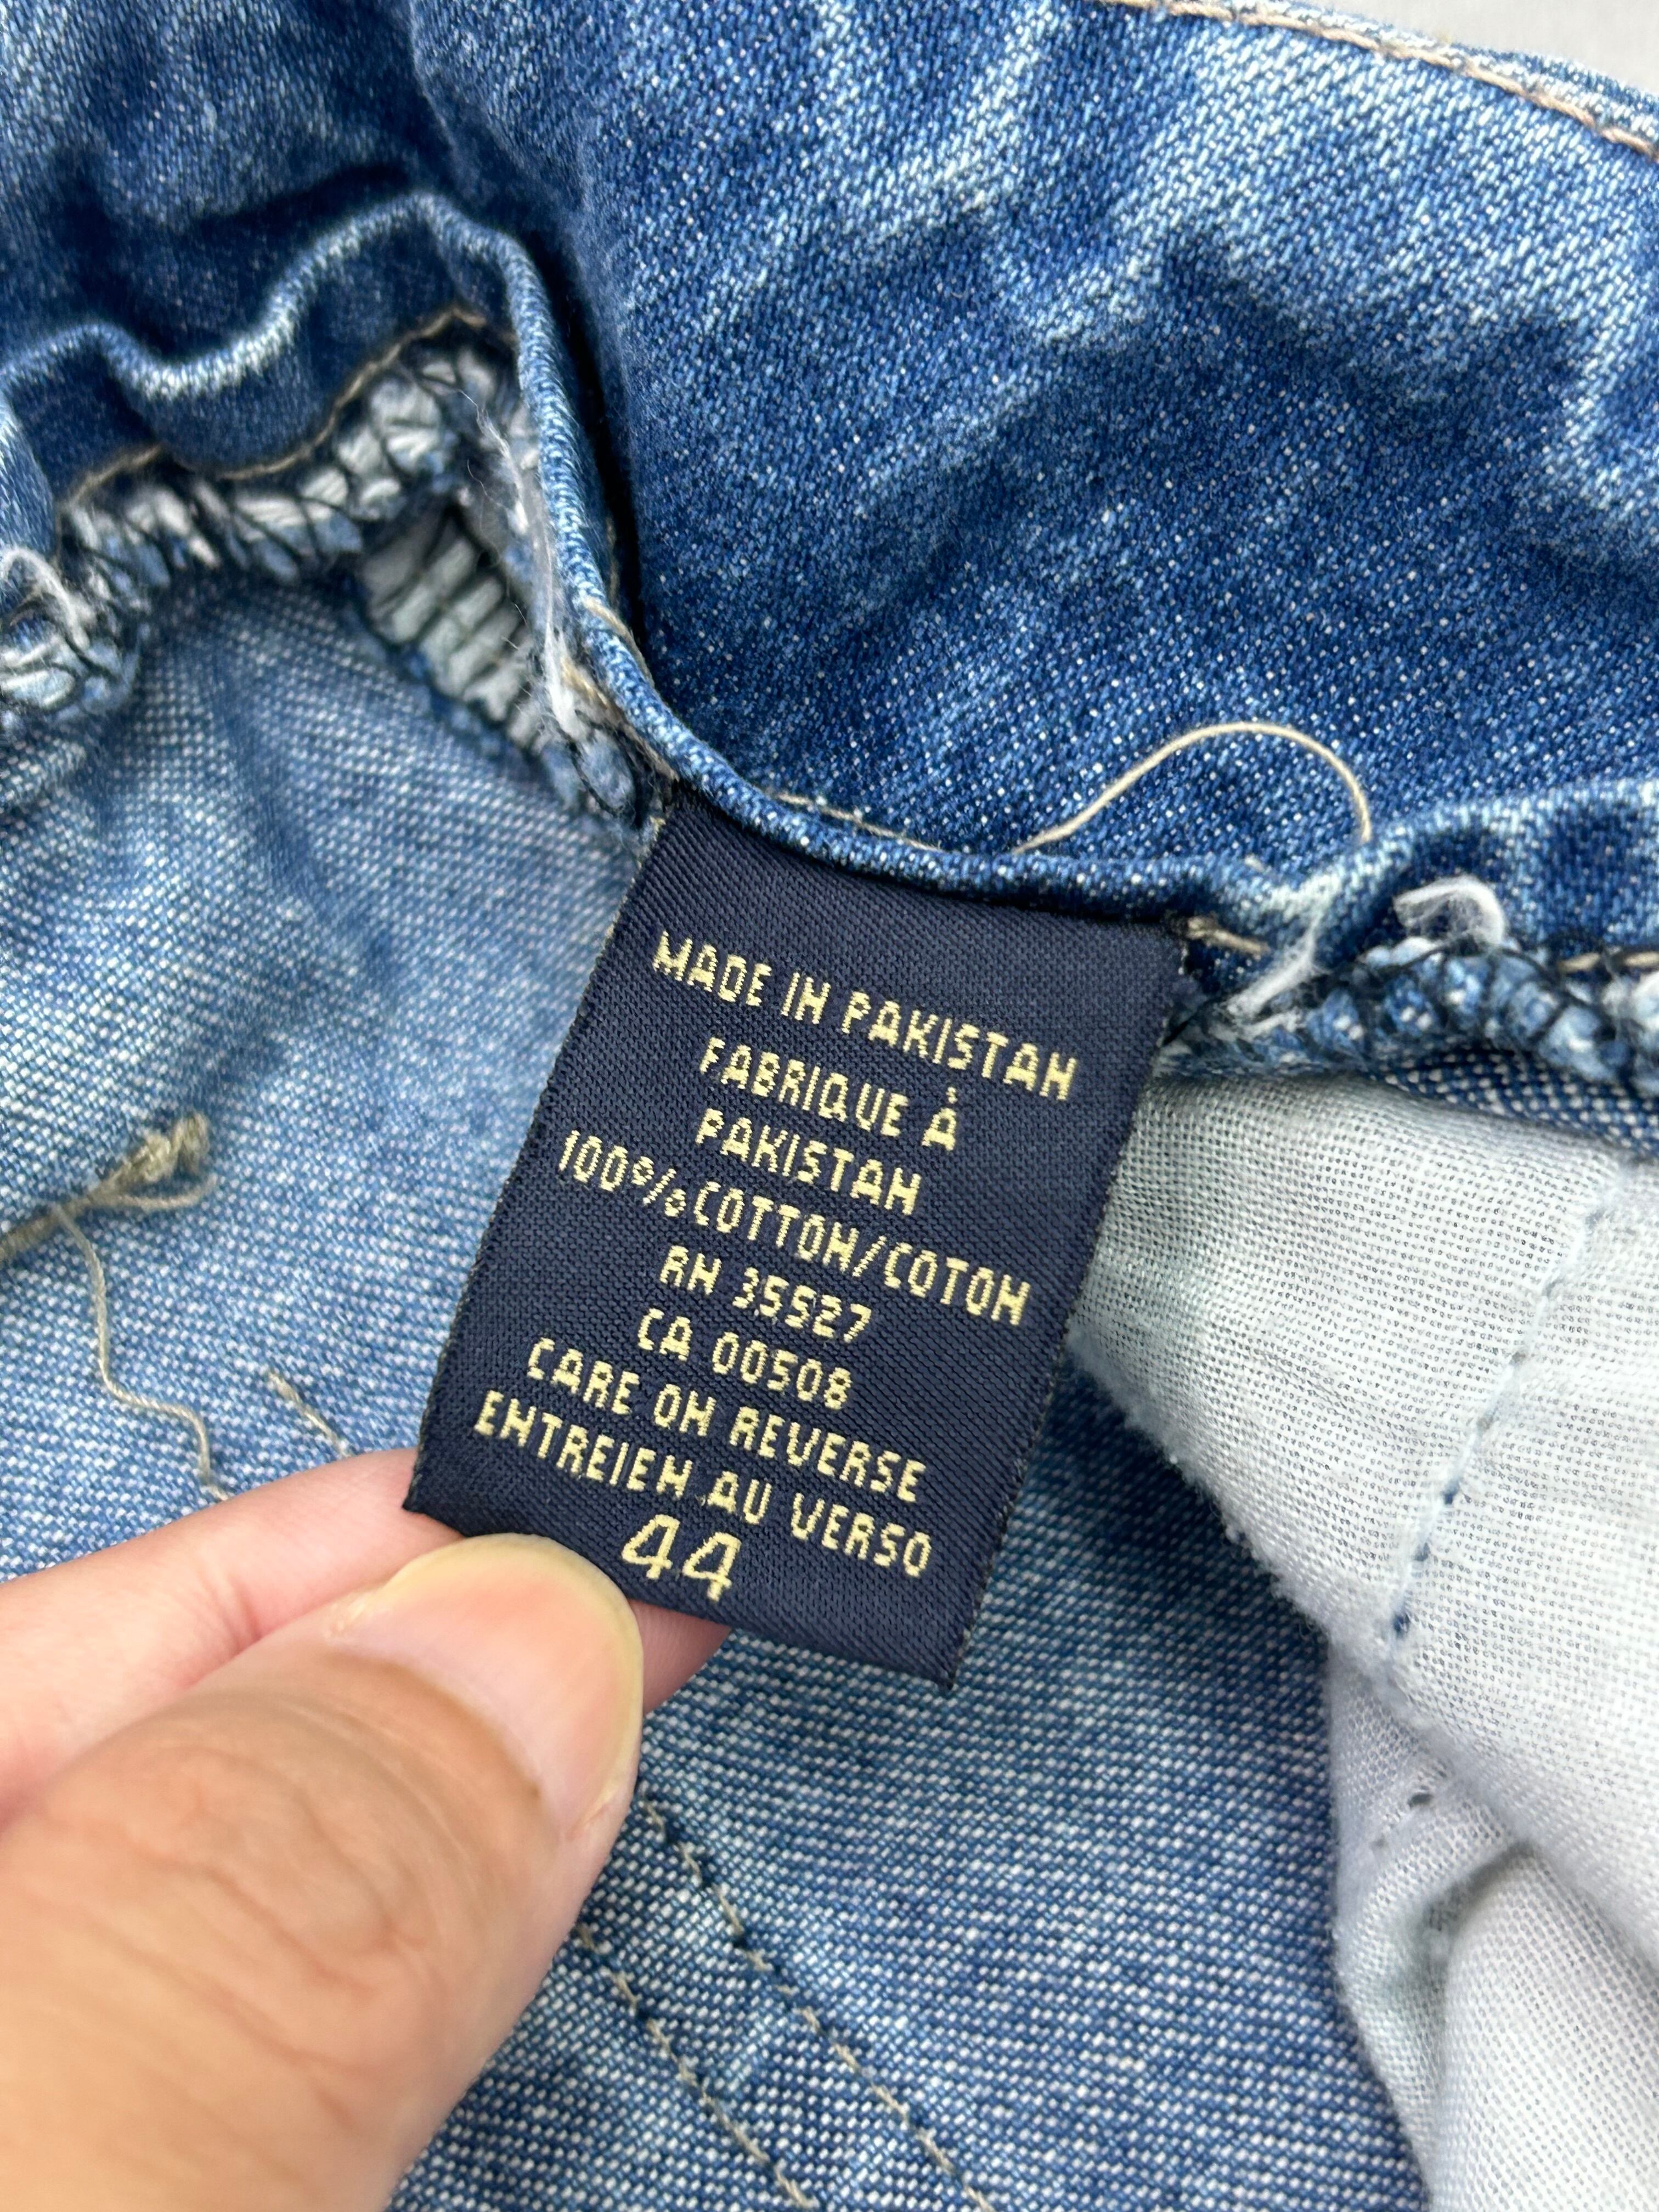 MADE IN PAKISTAN
FABRIQUE À
PAKISTAN
100% COTTON/COTON
RN 35527
CA 00508
CARE ON REVERSE
ENTREIEN AU VERSO
44